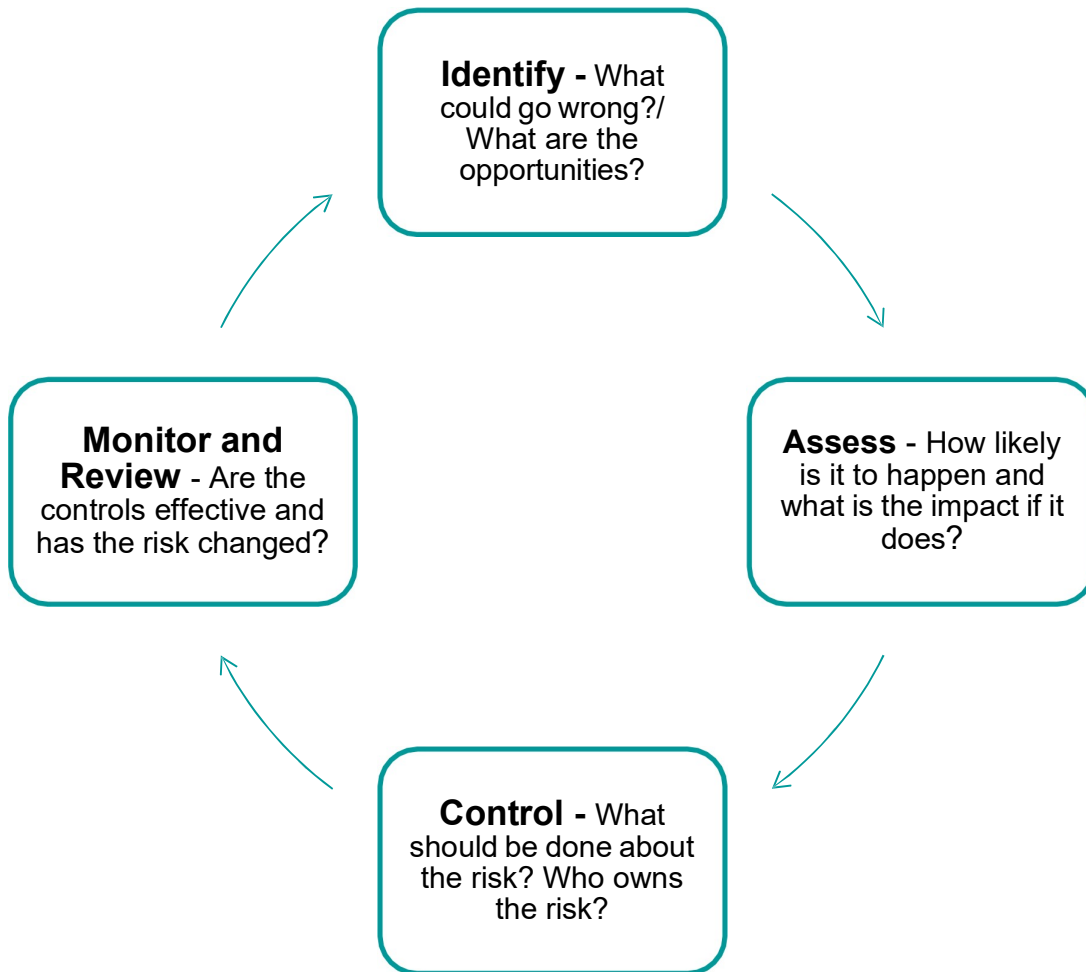 Identify - What
could go wrong?/
What are the
opportunities?
Assess - How likely
is it to happen and
what is the impact if it
does?
Control - What
should be done about
the risk? Who owns
the risk?
Monitor and
Review - Are the
controls effective and
has the risk changed?